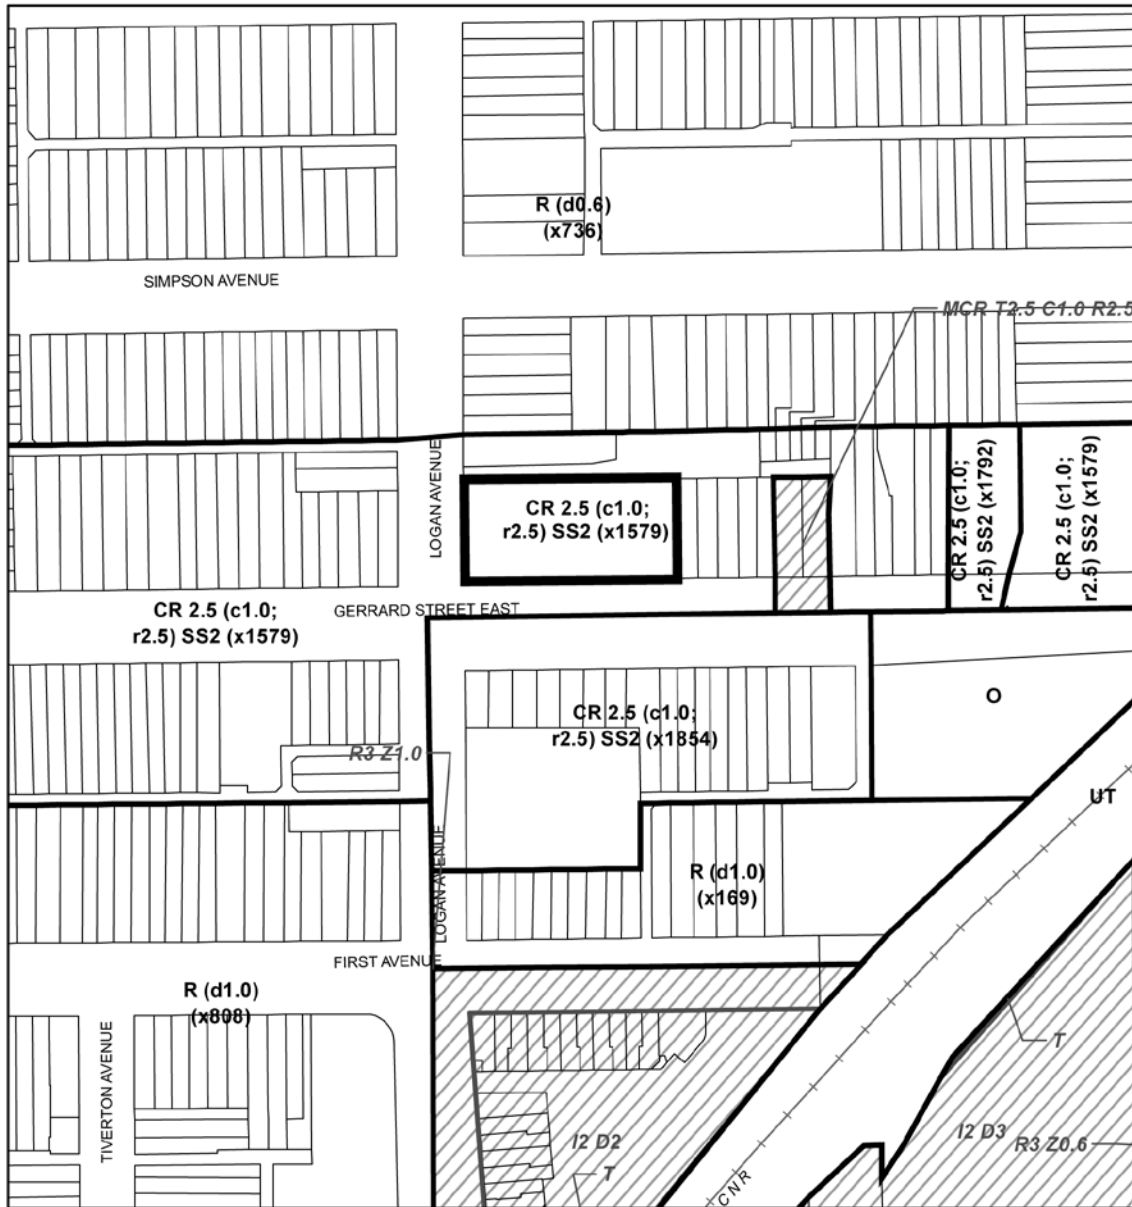 R (d0.6)
(x736)
SIMPSON AVENUE
MCR T2.5 C1.0 R2.5
LOGAN AVENUE
CR 2.5 (c1.0;
r2.5) SS2 (x1579)
CR 2.5 (c1.0;
r2.5) SS2 (x1792)
CR 2.5 (c1.0;
r2.5) SS2 (x1579)
GERRARD STREET EAST
CR 2.5 (c1.0;
r2.5) SS2 (x1579)
CR 2.5 (c1.0;
r2.5) SS2 (x1854)
O
R3 Z1.0
UT
LOGAN AVENUE
R (d1.0)
(x169)
FIRST AVENUE
R (d1.0)
(x808)
TIVERTON AVENUE
T
I2 D2
I2 D3
R3 Z0.6
T
CNR